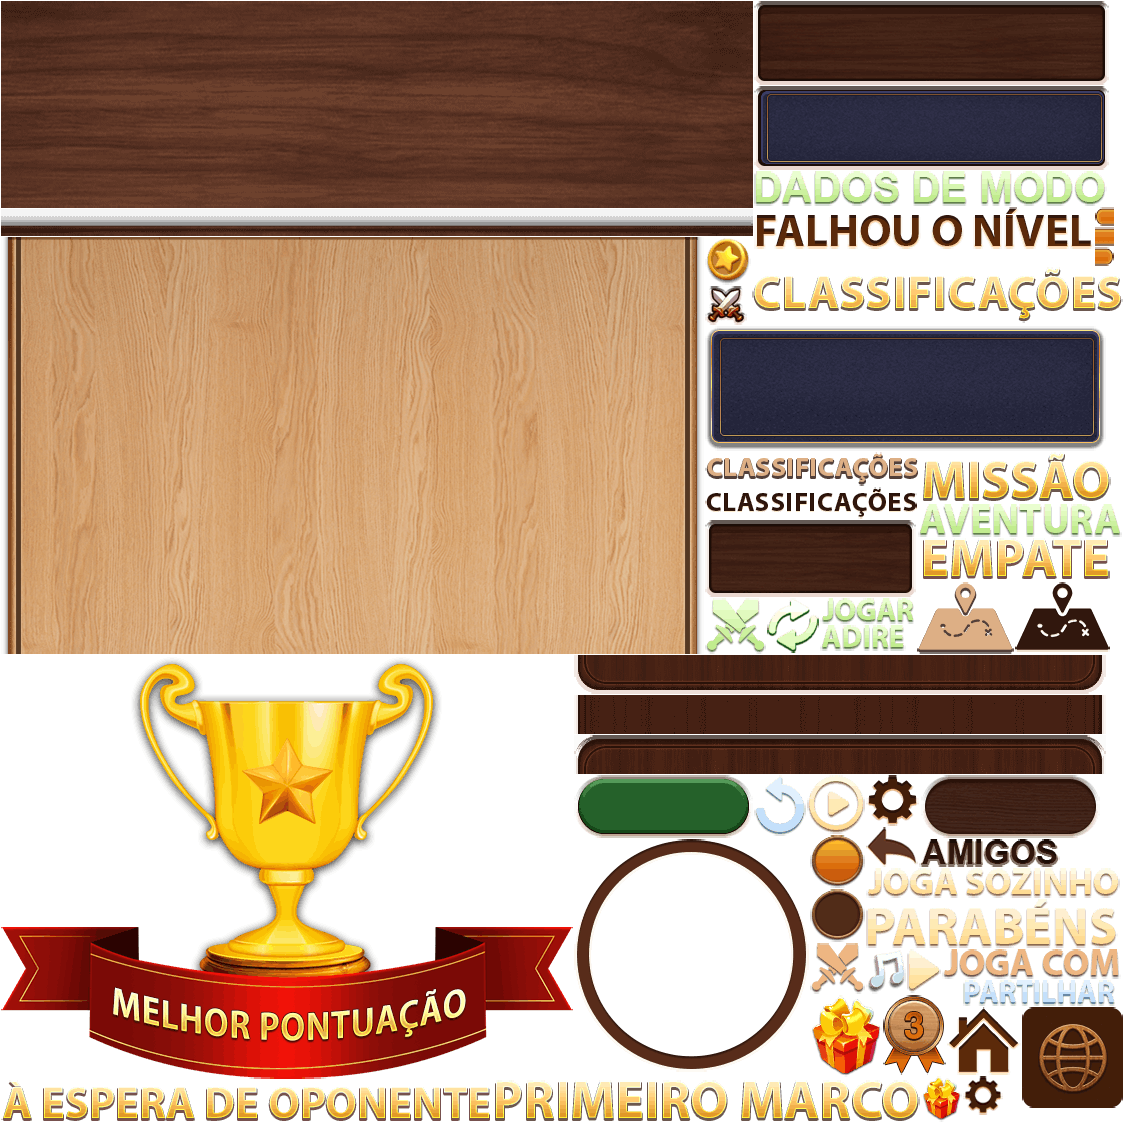 DADOS DE MODO
FALHOU O NÍVEL
CLASSIFICAÇÕES
CLASSIFICAÇÕES
CLASSIFICAÇÕES
MISSÃO
AVENTURA
EMPATE
JOGAR
ADIRE
AMIGOS
JOGA SOZINHO
PARABÉNS
JOGA COM
PARTILHAR
3
MELHOR PONTUAÇÃO
À ESPERA DE OPONENTE
PRIMEIRO MARCO